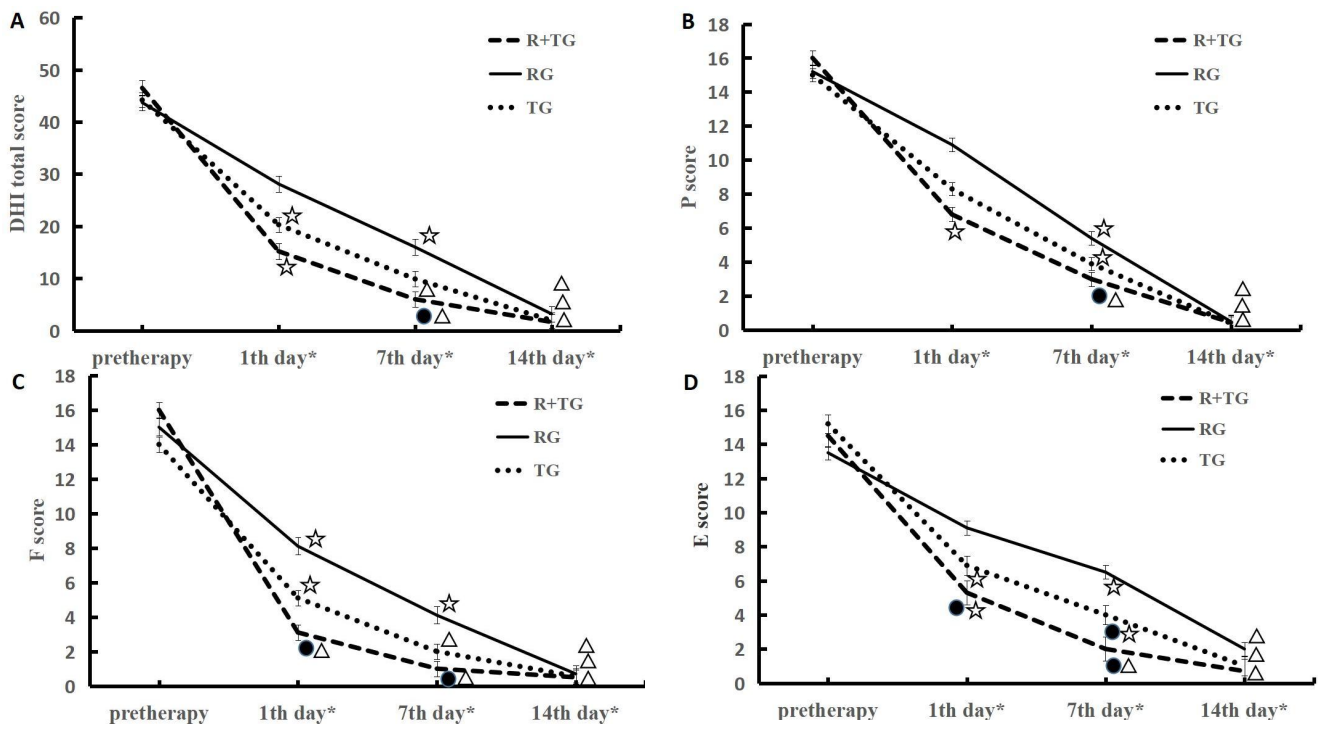 A
60
50
40
30
20
10
0
DHI total score
R+TG
RG
TG
pretherapy 1th day* 7th day* 14th day*
B
18
16
14
12
10
8
6
4
2
0
P score
R+TG
RG
TG
pretherapy 1th day* 7th day* 14th day*
C
18
16
14
12
10
8
6
4
2
0
F score
R+TG
RG
TG
pretherapy 1th day* 7th day* 14th day*
D
18
16
14
12
10
8
6
4
2
0
E score
R+TG
RG
TG
pretherapy 1th day* 7th day* 14th day*